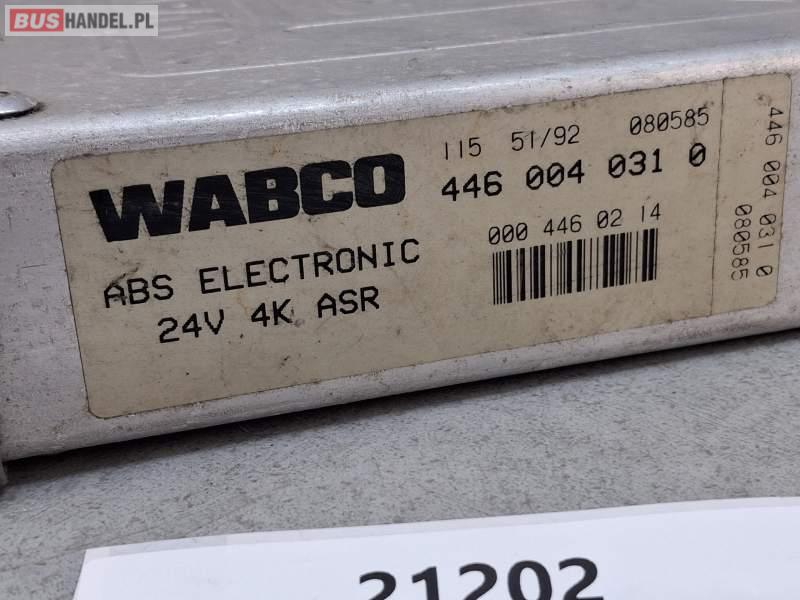 BUSHANDEL.PL
115 51/92 080585
WABCO 446 004 031 0
000 446 02 14
ABS ELECTRONIC
24V 4K ASR
446 004 031 0
080585
21202